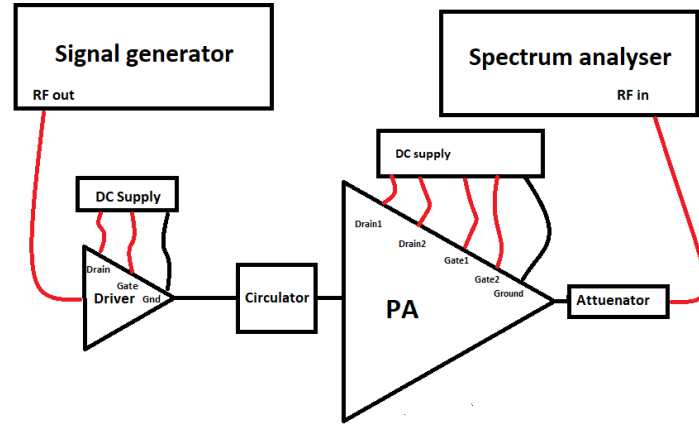 Signal generator
RF out
Spectrum analyser
RF in
DC Supply
Drain
Gate
Gnd
Driver
Circulator
DC supply
Drain1
Drain2
Gate1
Gate2
Ground
PA
Attuenator